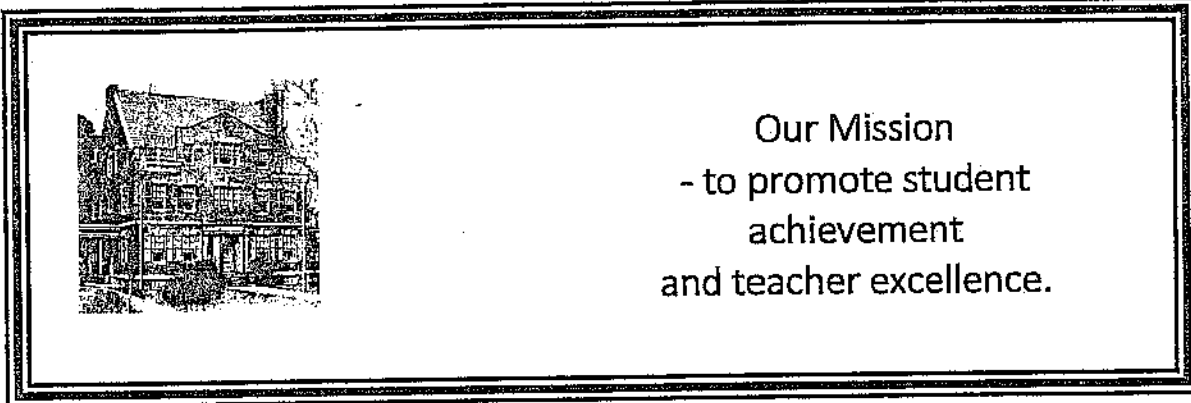 Our Mission
- to promote student
achievement
and teacher excellence.